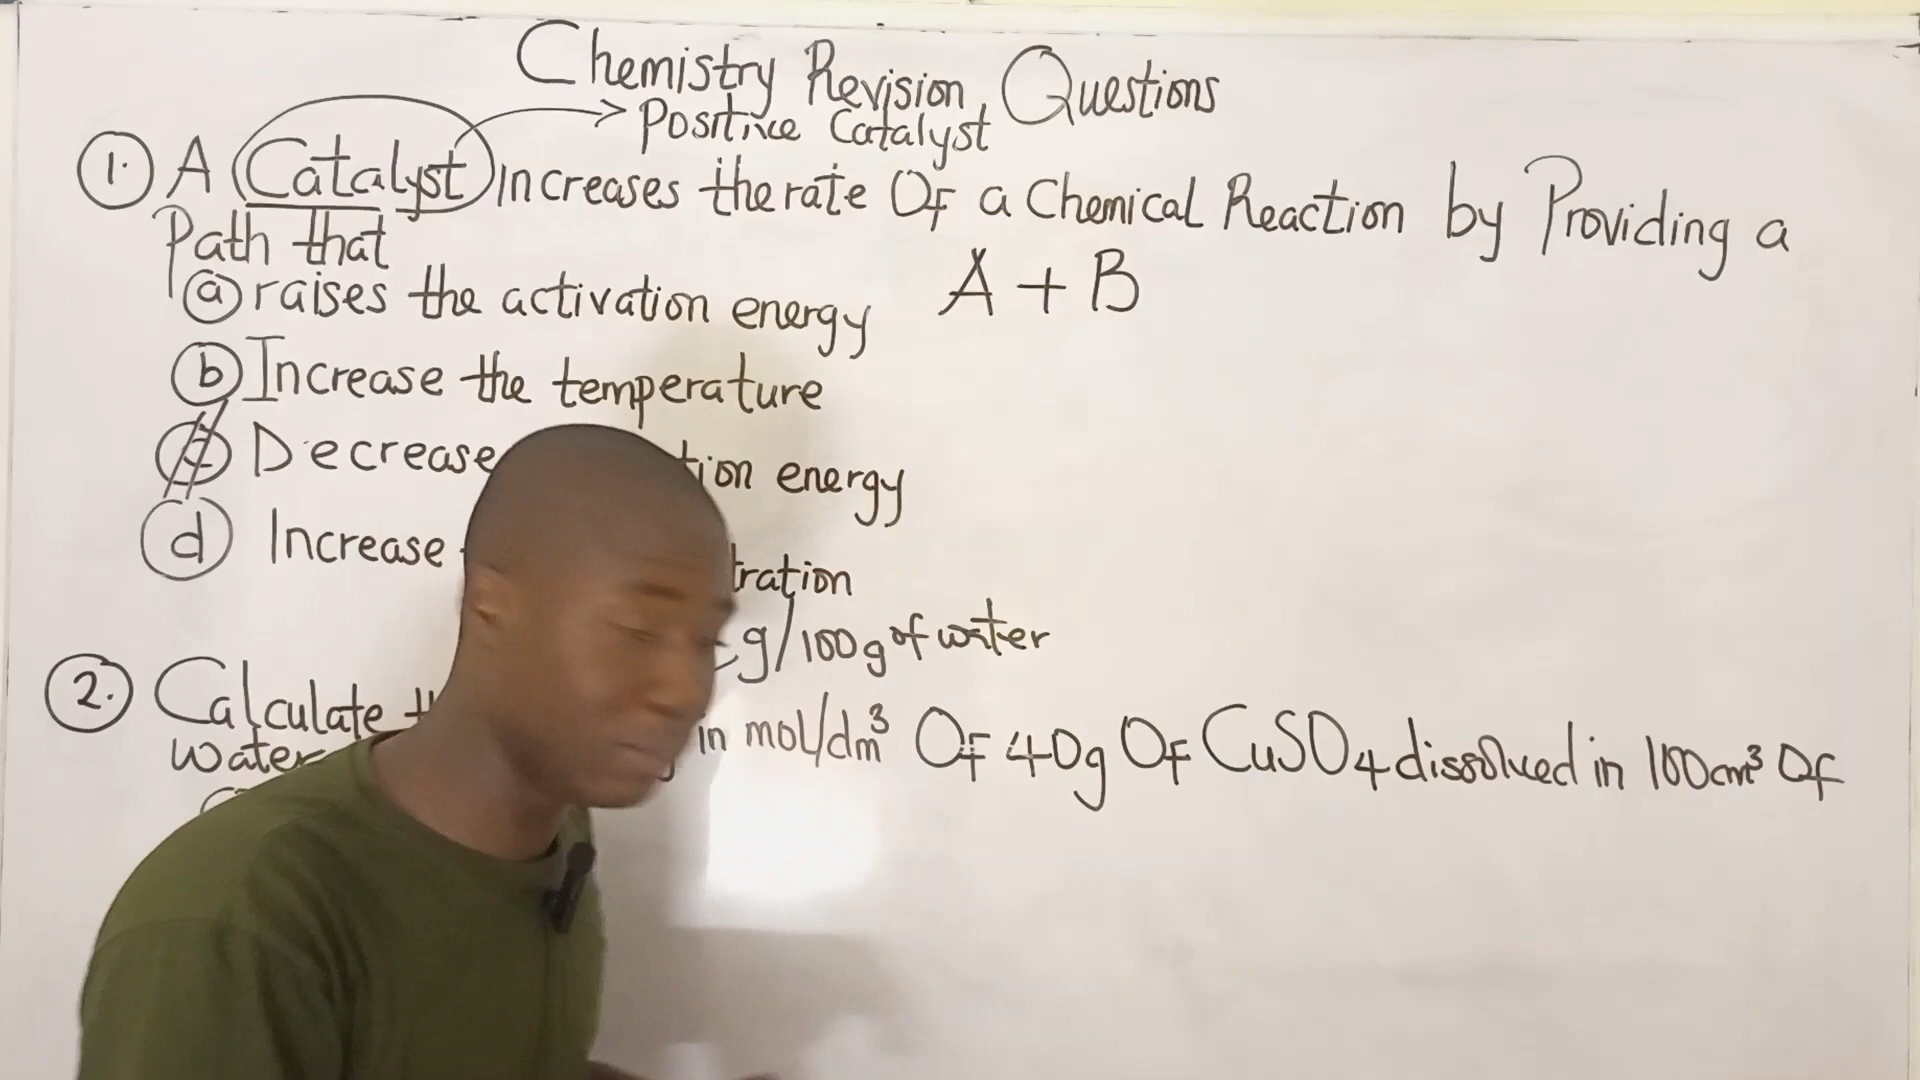 Chemistry Revision Questions
Positive Catalyst
1. A Catalyst increases the rate Of a Chemical Reaction by Providing a
Path that
a raises the activation energy
A + B
b Increase the temperature
c Decrease energy
d Increase
g/100g of water
2. Calculate in mol/dm³ Of 40g Of CuSO4 dissolved in 100cm³ Of
water